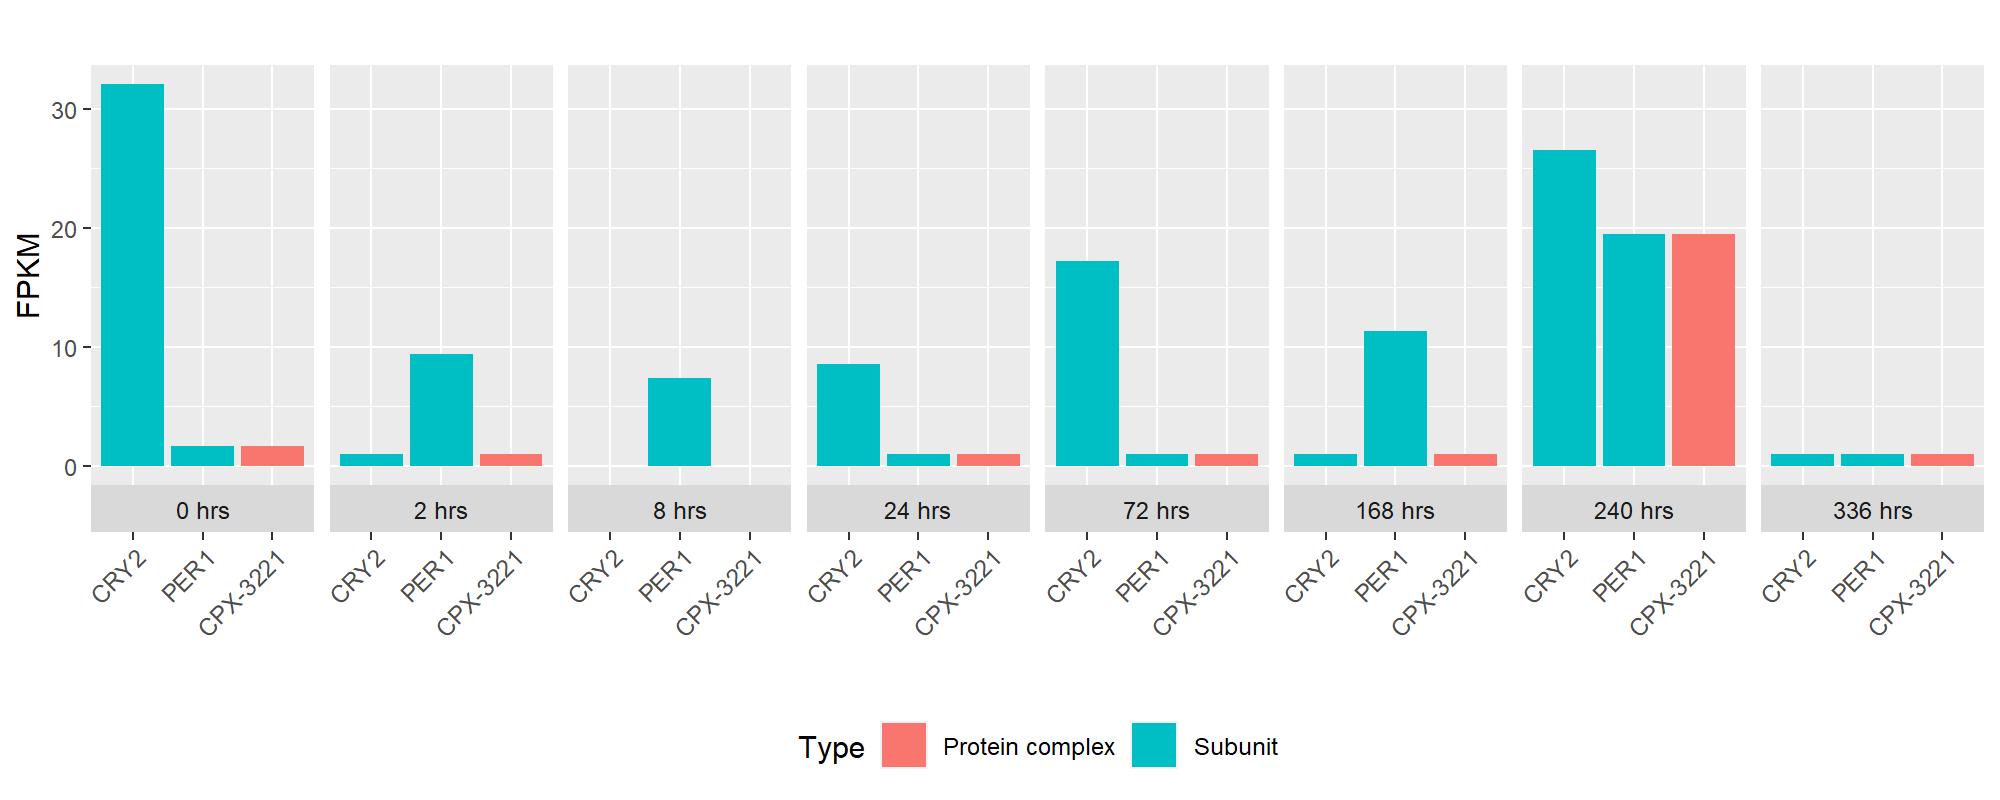 FPKM
30
20
10
0
0 hrs 2 hrs 8 hrs 24 hrs 72 hrs 168 hrs 240 hrs 336 hrs
CRY2 PER1 CPX-3221 CRY2 PER1 CPX-3221 CRY2 PER1 CPX-3221 CRY2 PER1 CPX-3221 CRY2 PER1 CPX-3221 CRY2 PER1 CPX-3221 CRY2 PER1 CPX-3221 CRY2 PER1 CPX-3221
Type Protein complex Subunit